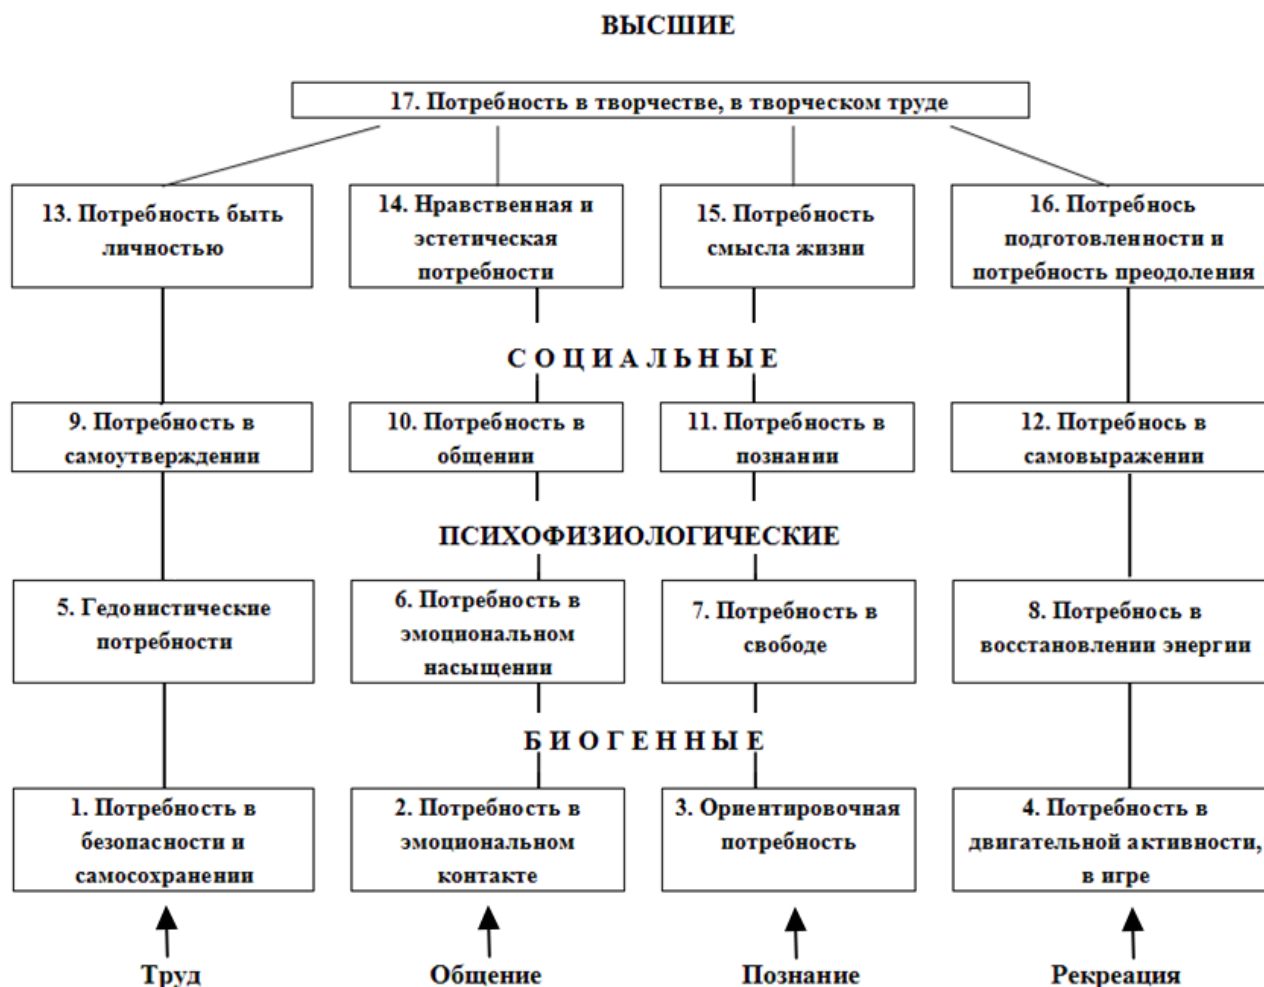 ВЫСШИЕ
17. Потребность в творчестве, в творческом труде
13. Потребность быть
личностью
14. Нравственная и
эстетическая
потребности
15. Потребность
смысла жизни
16. Потребнось
подготовленности и
потребность преодоления
С О Ц И А Л Ь Н Ы Е
9. Потребность в
самоутверждении
10. Потребность в
общении
11. Потребность в
познании
12. Потребнось в
самовыражении
ПСИХОФИЗИОЛОГИЧЕСКИЕ
5. Гедонистические
потребности
6. Потребность в
эмоциональном
насыщении
7. Потребность в
свободе
8. Потребнось в
восстановлении энергии
Б И О Г Е Н Н Ы Е
1. Потребность в
безопасности и
самосохранении
2. Потребность в
эмоциональном
контакте
3. Ориентировочная
потребность
4. Потребность в
двигательной активности,
в игре
Труд
Общение
Познание
Рекреация